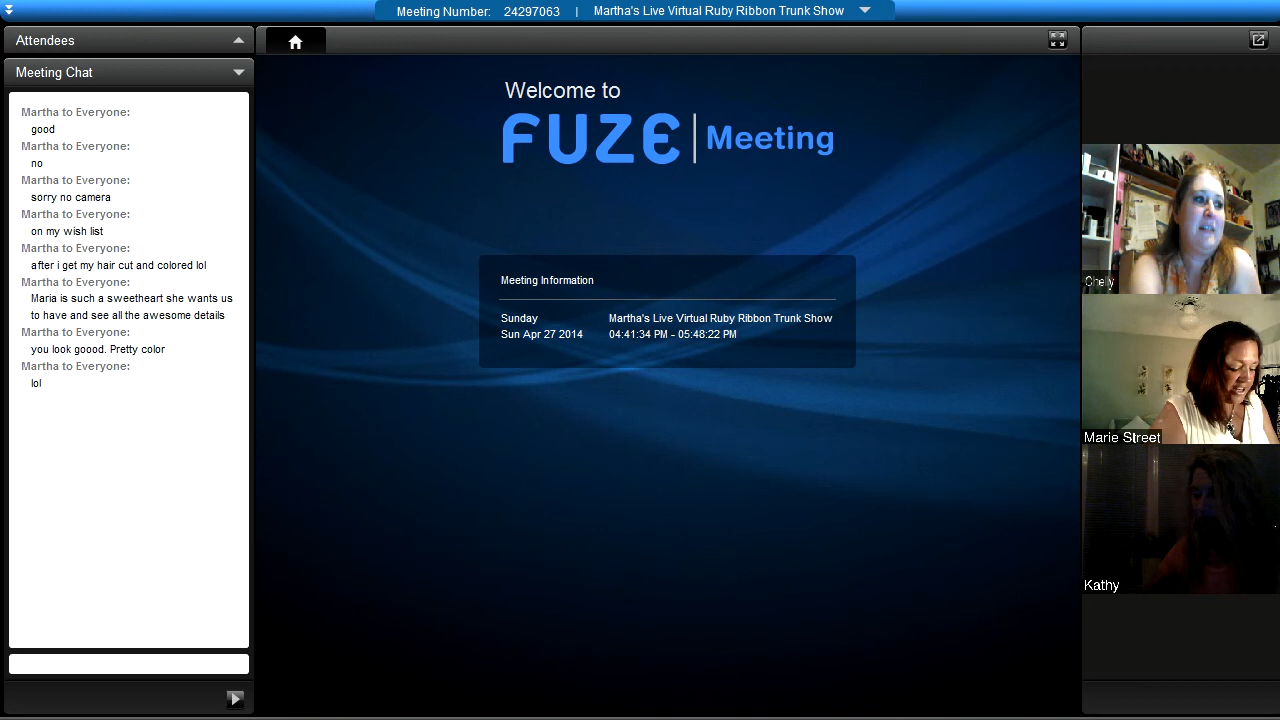 Meeting Number: 24297063 | Martha's Live Virtual Ruby Ribbon Trunk Show
Attendees
Meeting Chat
Martha to Everyone:
good
Martha to Everyone:
no
Martha to Everyone:
sorry no camera
Martha to Everyone:
on my wish list
Martha to Everyone:
after i get my hair cut and colored lol
Martha to Everyone:
Maria is such a sweetheart she wants us
to have and see all the awesome details
Martha to Everyone:
you look goood. Pretty color
Martha to Everyone:
lol
Welcome to
FUZE | Meeting
Meeting Information
Sunday Martha's Live Virtual Ruby Ribbon Trunk Show
Sun Apr 27 2014 04:41:34 PM - 05:48:22 PM
Chelly
Marie Street
Kathy